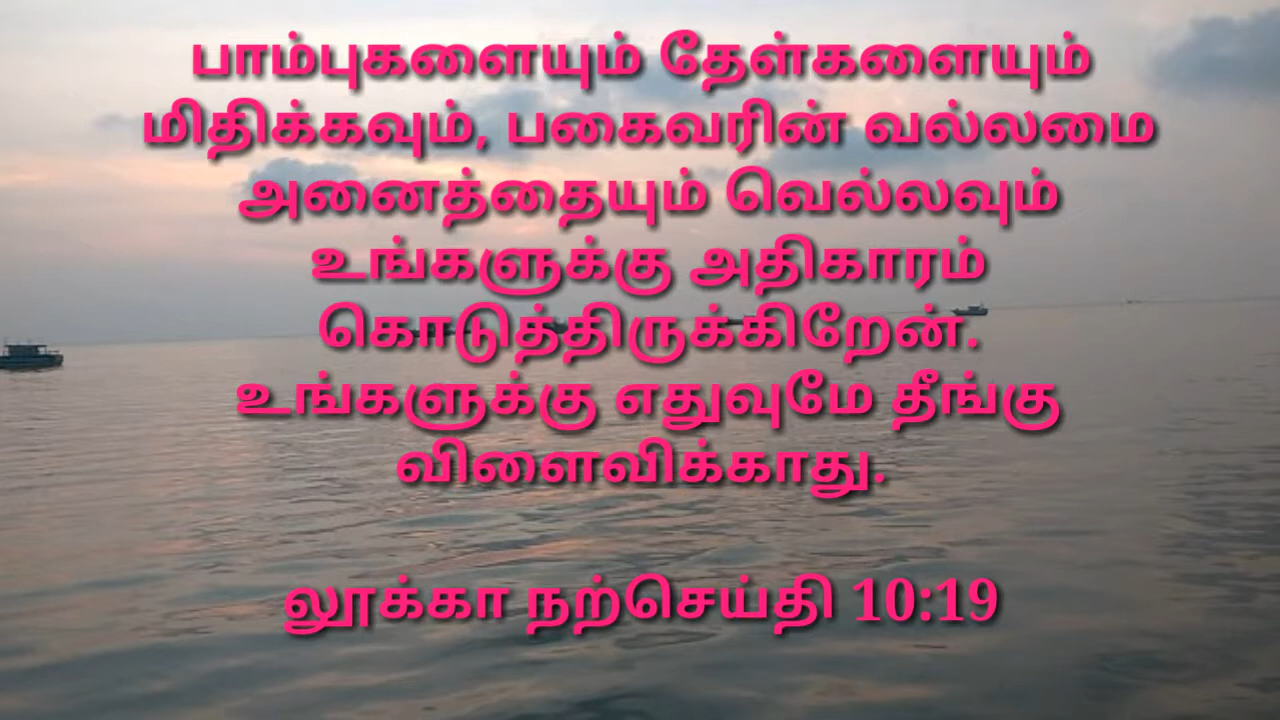 பாம்புகளையும் தேள்களையும்
மிதிக்கவும், பகைவரின் வல்லமை
அனைத்தையும் வெல்லவும்
உங்களுக்கு அதிகாரம்
கொடுத்திருக்கிறேன்.
உங்களுக்கு எதுவுமே தீங்கு
விளைவிக்காது.
லூக்கா நற்செய்தி 10:19